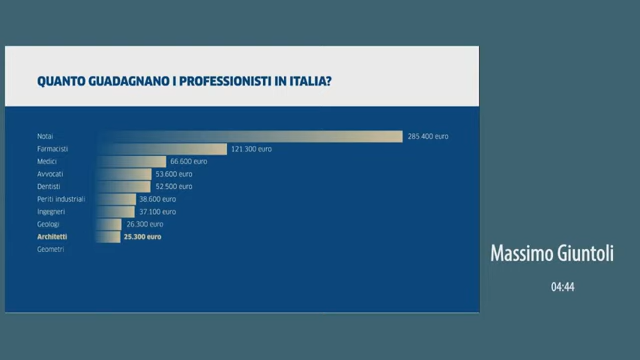 QUANTO GUADAGNANO I PROFESSIONISTI IN ITALIA?
Notai 285.400 euro
Farmacisti 121.300 euro
Medici 66.600 euro
Avvocati 53.600 euro
Dentisti 52.500 euro
Periti industriali 38.600 euro
Ingegneri 37.100 euro
Geologi 26.300 euro
Architetti 25.300 euro
Geometri
Massimo Giuntoli
04:44